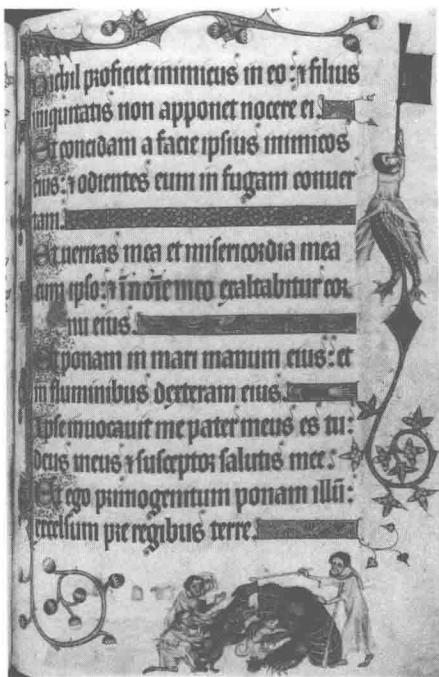 Nichil proficiet inimicus in eo: ⁊ filius
iniquitatis non apponet nocere ei.
Et concidam a facie ipsius inimicos
eius: ⁊ odientes eum in fugam conuer
tam.
Et ueritas mea et misericordia mea
cum ipso: ⁊ ī noīe meo exaltabitur cor
nu eius.
Et ponam in mari manum eius: et
in fluminibus dexteram eius.
Ipse inuocauit me pater meus es tu:
deus meus ⁊ susceptor salutis mee.
Et ego primogenitum ponam illū:
excelsum pre regibus terre.